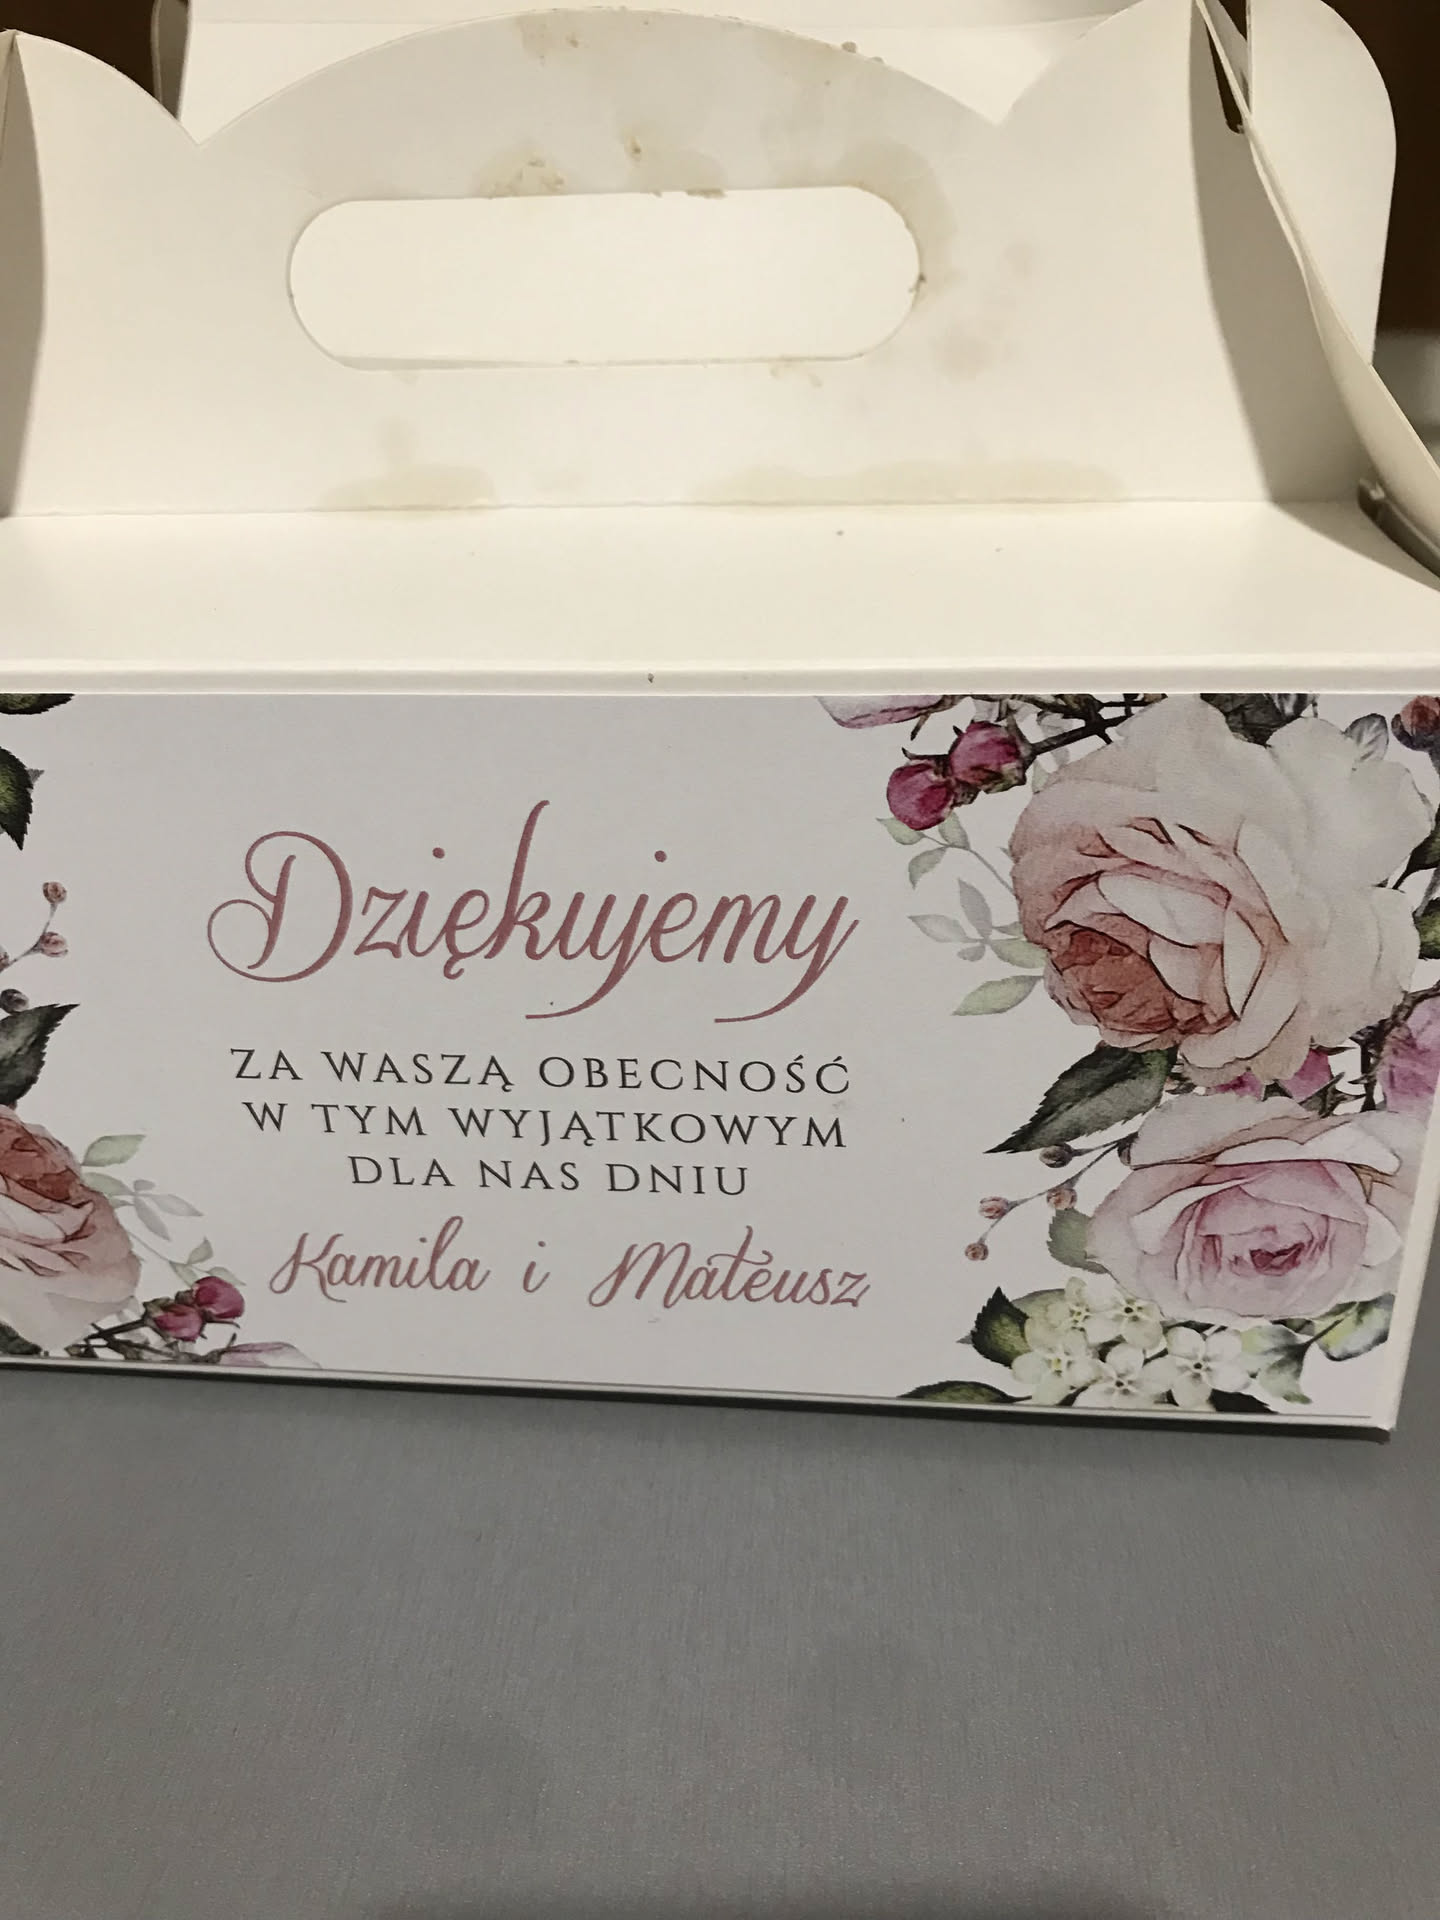 Dziękujemy
ZA WASZĄ OBECNOŚĆ
W TYM WYJĄTKOWYM
DLA NAS DNIU
Kamila i Mateusz